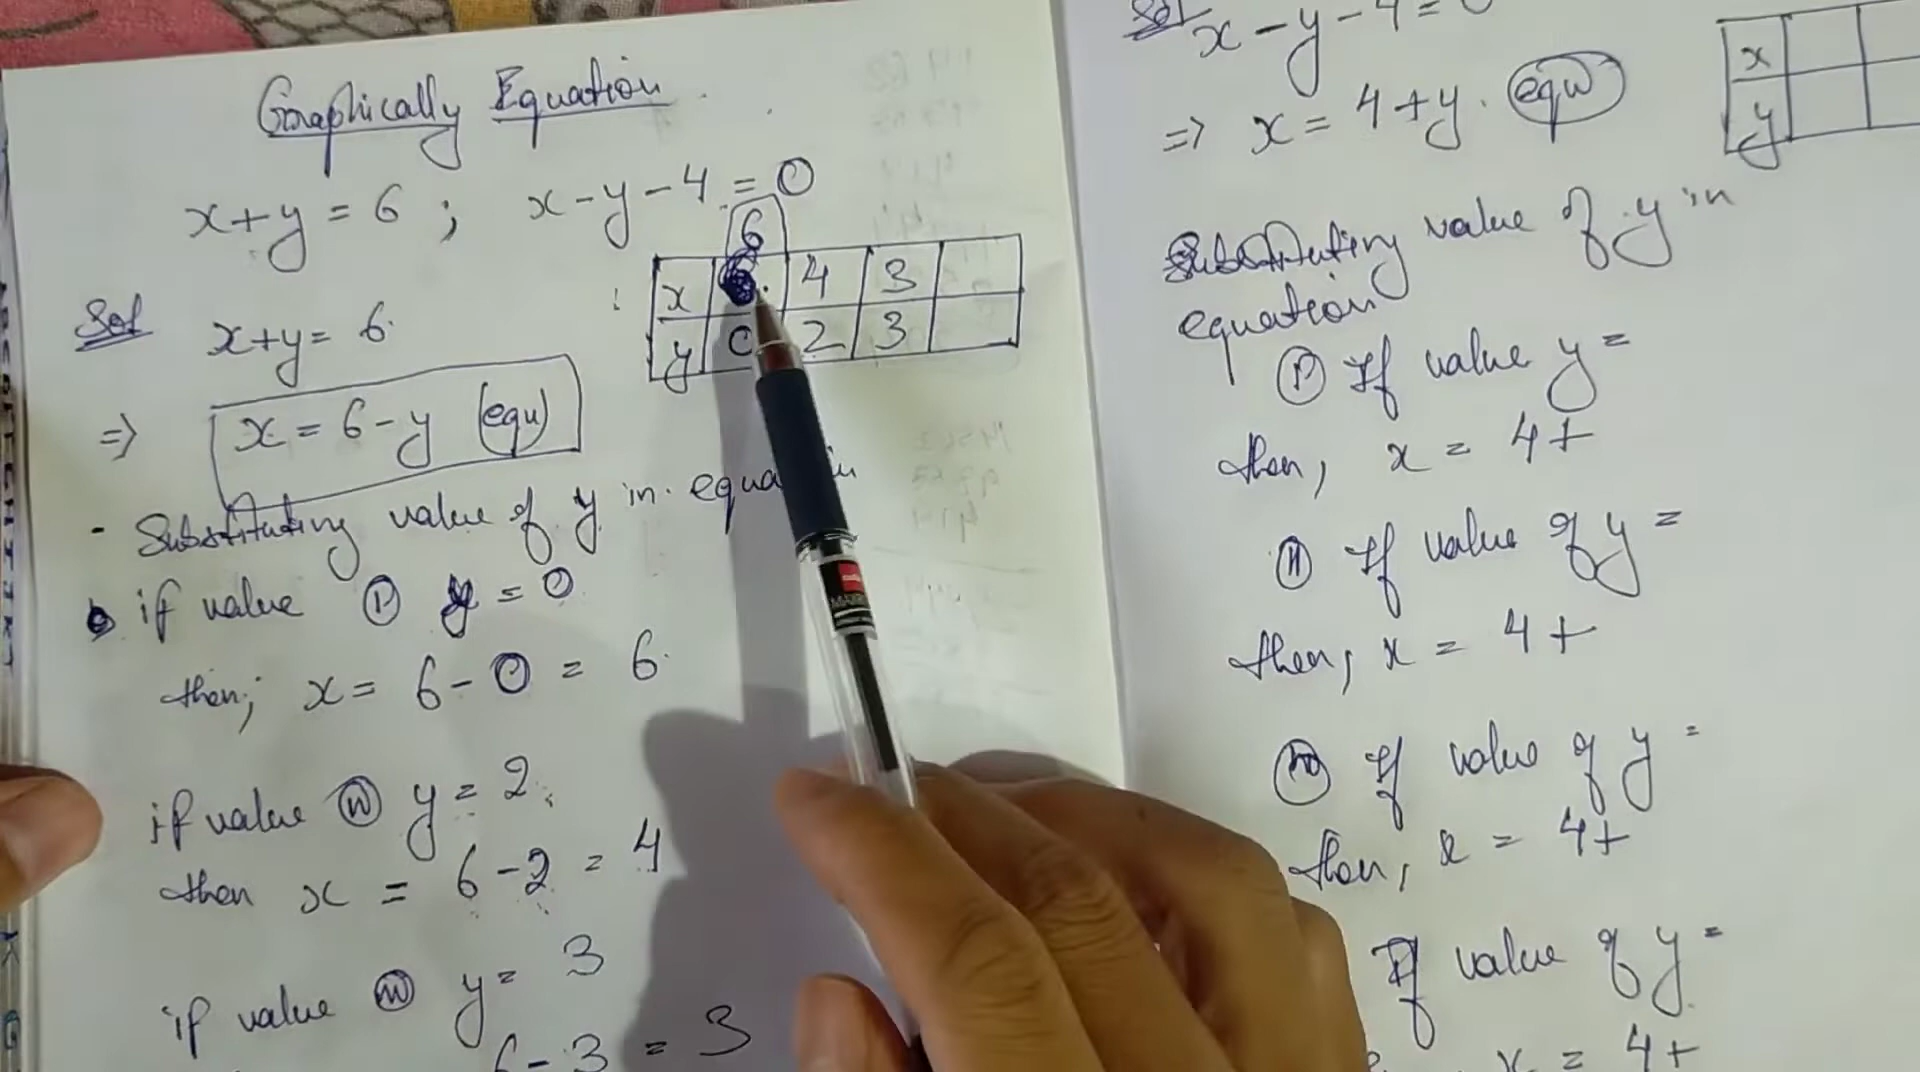 Graphically Equation
x+y = 6 ; x-y-4 = 0
6
x 4 3
y 0 2 3
Sol x+y = 6
=> x = 6-y (equ)
- Substituting value of y in equation
if value (i) y = 0
then; x = 6-0 = 6
if value (ii) y = 2
then x = 6-2 = 4
if value (iii) y = 3
6-3 = 3
Sol x-y-4 = 0
=> x = 4+y (equ)
x
y
Substituting value of y in
equation
(i) If value y =
then, x = 4+
(ii) If value of y =
then, x = 4+
(iii) If value of y =
then, x = 4+
If value of y =
x = 4+